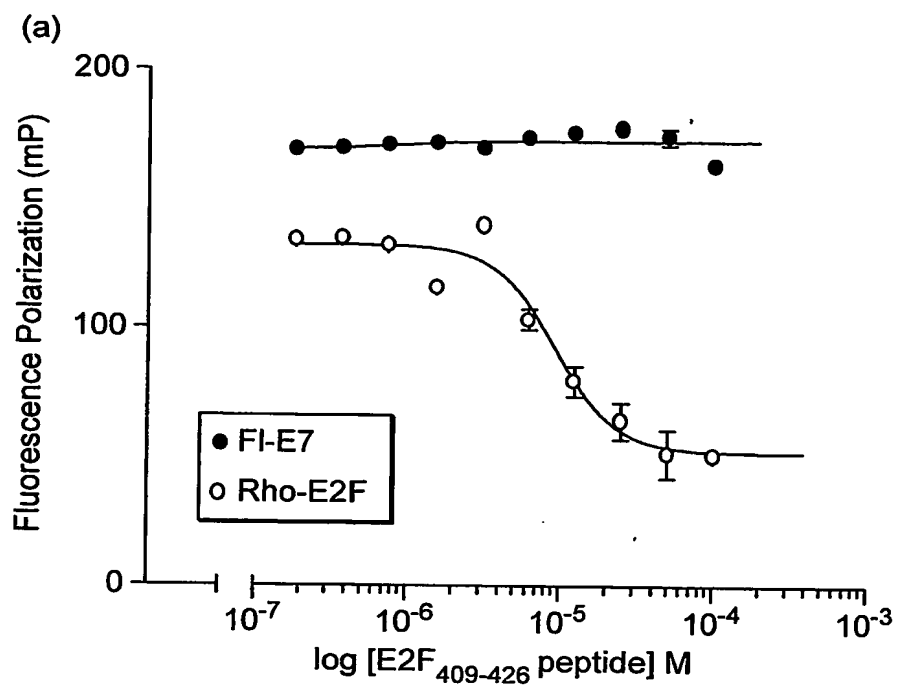 (a)
200
100
0
Fluorescence Polarization (mP)
Fl-E7
Rho-E2F
10-7 10-6 10-5 10-4 10-3
log [E2F409-426 peptide] M